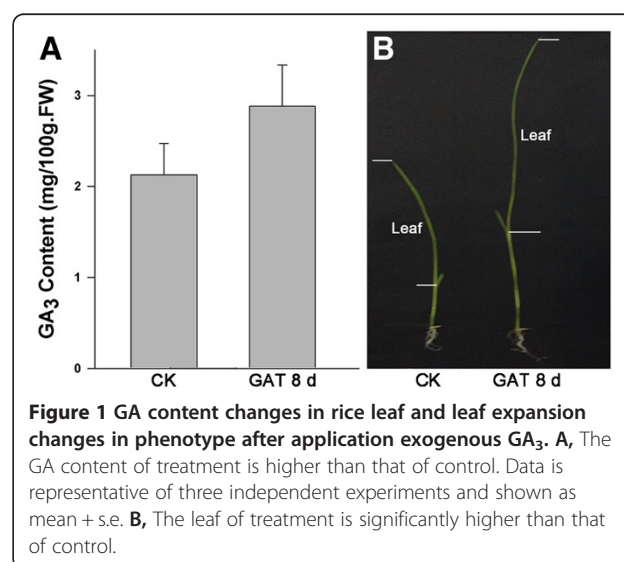 A
B
GA3 Content (mg/100g.FW)
3
2
1
0
CK
GAT 8 d
Leaf
Leaf
CK
GAT 8 d
Figure 1 GA content changes in rice leaf and leaf expansion
changes in phenotype after application exogenous GA3. A, The
GA content of treatment is higher than that of control. Data is
representative of three independent experiments and shown as
mean + s.e. B, The leaf of treatment is significantly higher than that
of control.